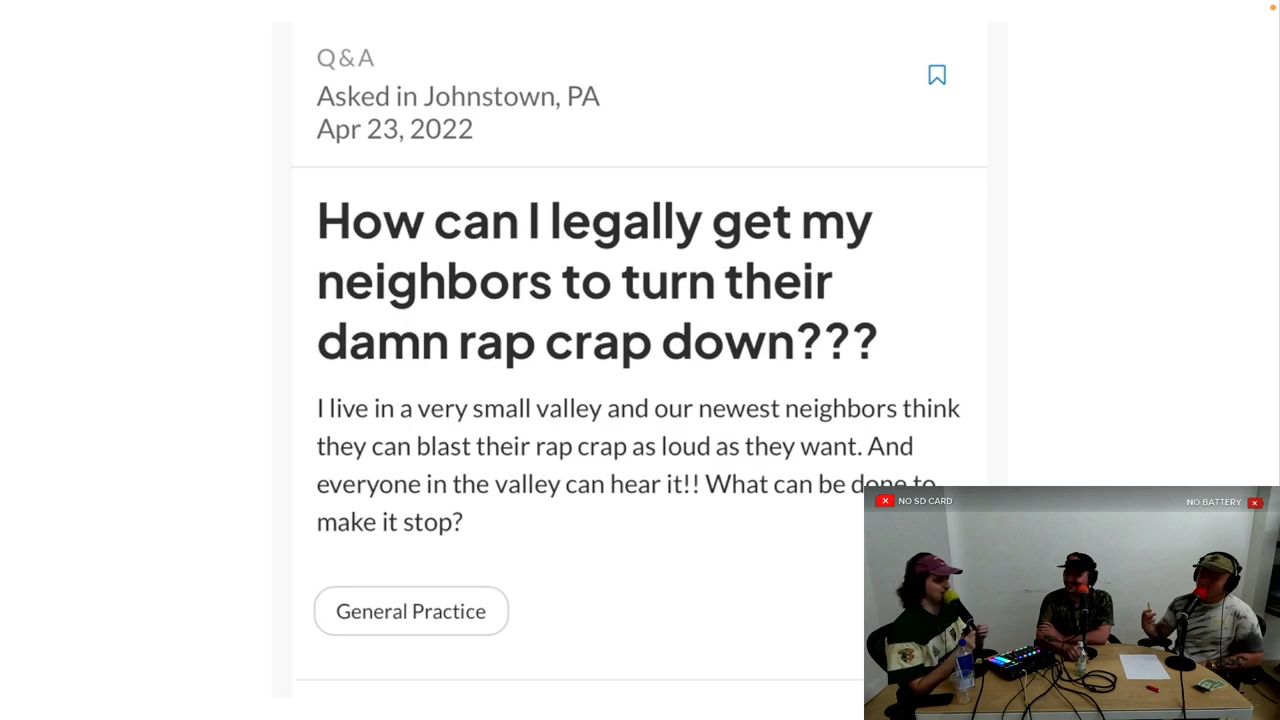 Q&A
Asked in Johnstown, PA
Apr 23, 2022
How can I legally get my
neighbors to turn their
damn rap crap down???
I live in a very small valley and our newest neighbors think
they can blast their rap crap as loud as they want. And
everyone in the valley can hear it!! What can be done to
make it stop?
General Practice
NO SD CARD
NO BATTERY